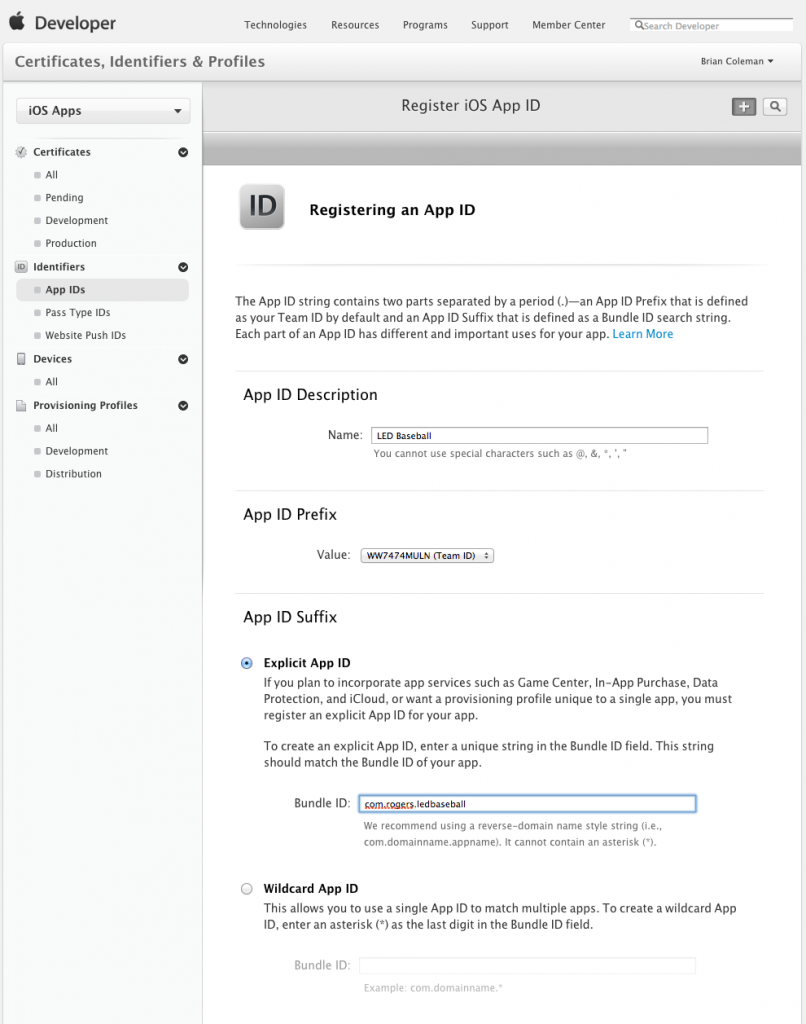 Developer
Technologies Resources Programs Support Member Center Search Developer
Certificates, Identifiers & Profiles
Brian Coleman
iOS Apps
Register iOS App ID
Certificates
All
Pending
Development
Production
ID Identifiers
App IDs
Pass Type IDs
Website Push IDs
Devices
All
Provisioning Profiles
All
Development
Distribution
ID
Registering an App ID
The App ID string contains two parts separated by a period (.)—an App ID Prefix that is defined
as your Team ID by default and an App ID Suffix that is defined as a Bundle ID search string.
Each part of an App ID has different and important uses for your app. Learn More
App ID Description
Name: LED Baseball
You cannot use special characters such as @, &, *, ', "
App ID Prefix
Value: WW7474MULN (Team ID)
App ID Suffix
Explicit App ID
If you plan to incorporate app services such as Game Center, In-App Purchase, Data
Protection, and iCloud, or want a provisioning profile unique to a single app, you must
register an explicit App ID for your app.
To create an explicit App ID, enter a unique string in the Bundle ID field. This string
should match the Bundle ID of your app.
Bundle ID: com.rogers.ledbaseball
We recommend using a reverse-domain name style string (i.e.,
com.domainname.appname). It cannot contain an asterisk (*).
Wildcard App ID
This allows you to use a single App ID to match multiple apps. To create a wildcard App
ID, enter an asterisk (*) as the last digit in the Bundle ID field.
Bundle ID:
Example: com.domainname.*